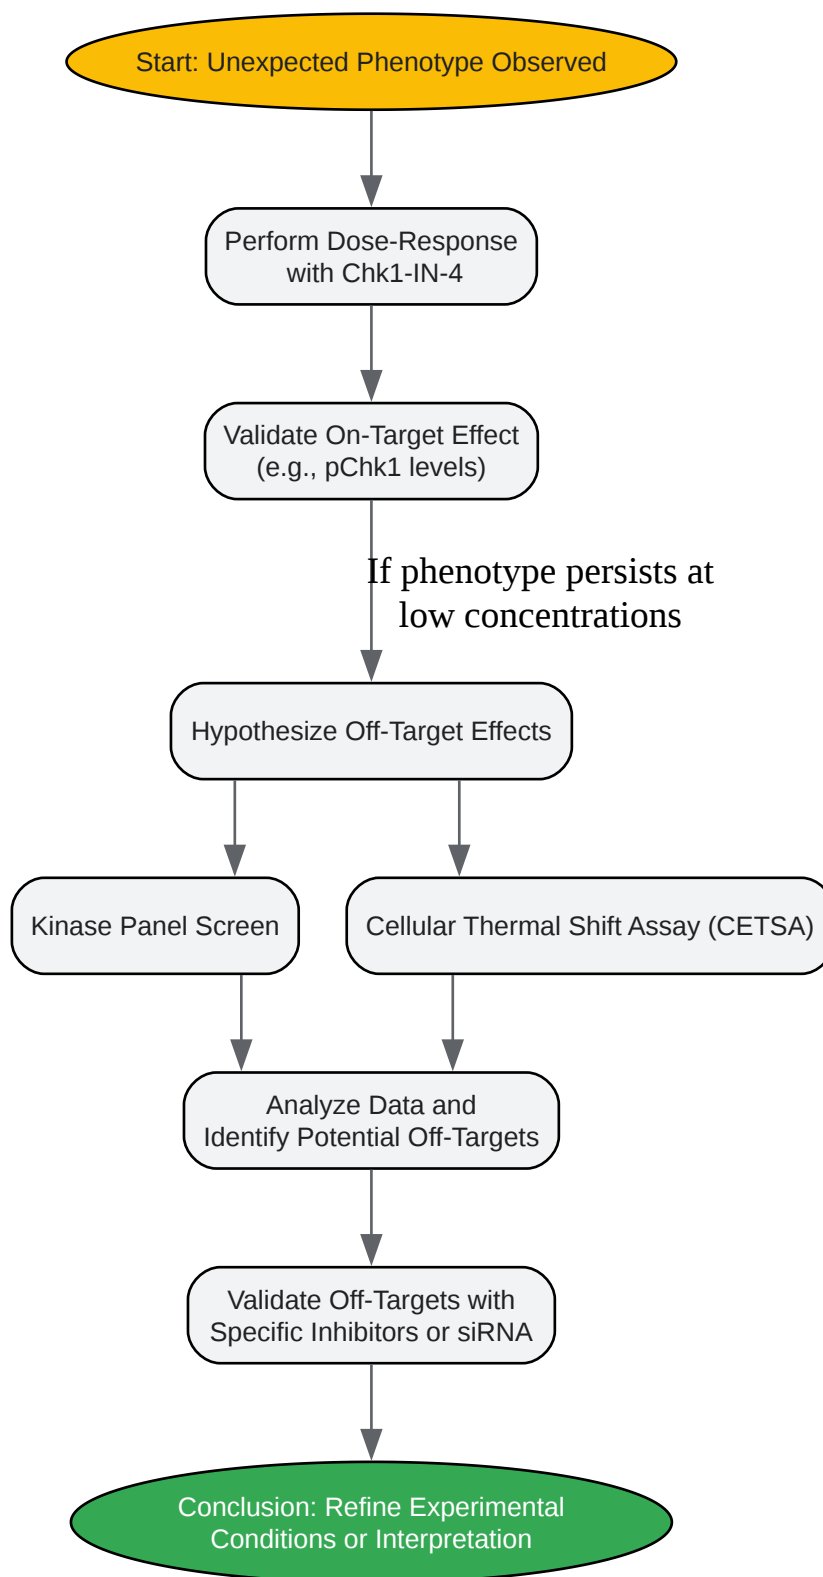 Start: Unexpected Phenotype Observed
Perform Dose-Response
with Chk1-IN-4
Validate On-Target Effect
(e.g., pChk1 levels)
If phenotype persists at
low concentrations
Hypothesize Off-Target Effects
Kinase Panel Screen
Cellular Thermal Shift Assay (CETSA)
Analyze Data and
Identify Potential Off-Targets
Validate Off-Targets with
Specific Inhibitors or siRNA
Conclusion: Refine Experimental
Conditions or Interpretation